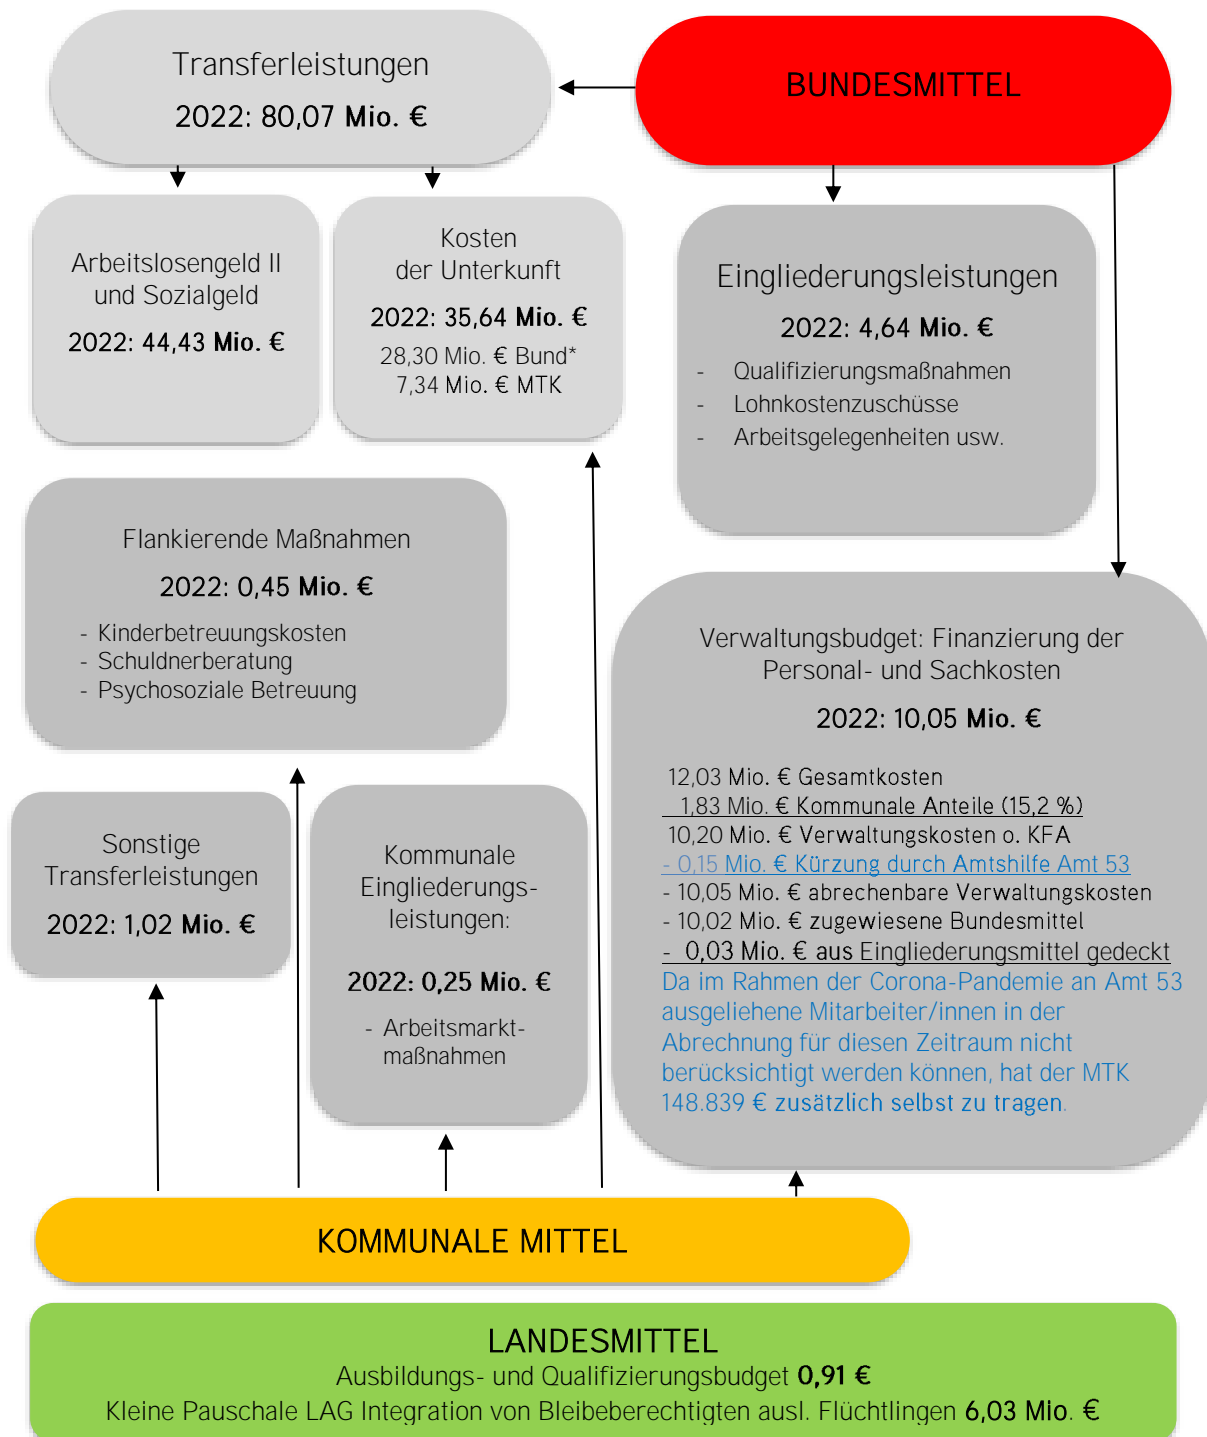 Transferleistungen
2022: 80,07 Mio. €
BUNDESMITTEL
Arbeitslosengeld II
und Sozialgeld
2022: 44,43 Mio. €
Kosten
der Unterkunft
2022: 35,64 Mio. €
28,30 Mio. € Bund*
7,34 Mio. € MTK
Eingliederungsleistungen
2022: 4,64 Mio. €
- Qualifizierungsmaßnahmen
- Lohnkostenzuschüsse
- Arbeitsgelegenheiten usw.
Flankierende Maßnahmen
2022: 0,45 Mio. €
- Kinderbetreuungskosten
- Schuldnerberatung
- Psychosoziale Betreuung
Verwaltungsbudget: Finanzierung der
Personal- und Sachkosten
2022: 10,05 Mio. €
12,03 Mio. € Gesamtkosten
1,83 Mio. € Kommunale Anteile (15,2 %)
10,20 Mio. € Verwaltungskosten o. KFA
- 0,15 Mio. € Kürzung durch Amtshilfe Amt 53
- 10,05 Mio. € abrechenbare Verwaltungskosten
- 10,02 Mio. € zugewiesene Bundesmittel
- 0,03 Mio. € aus Eingliederungsmittel gedeckt
Da im Rahmen der Corona-Pandemie an Amt 53
ausgeliehene Mitarbeiter/innen in der
Abrechnung für diesen Zeitraum nicht
berücksichtigt werden können, hat der MTK
148.839 € zusätzlich selbst zu tragen.
Sonstige
Transferleistungen
2022: 1,02 Mio. €
Kommunale
Eingliederungs-
leistungen:
2022: 0,25 Mio. €
- Arbeitsmarkt-
maßnahmen
KOMMUNALE MITTEL
LANDESMITTEL
Ausbildungs- und Qualifizierungsbudget 0,91 €
Kleine Pauschale LAG Integration von Bleibeberechtigten ausl. Flüchtlingen 6,03 Mio. €